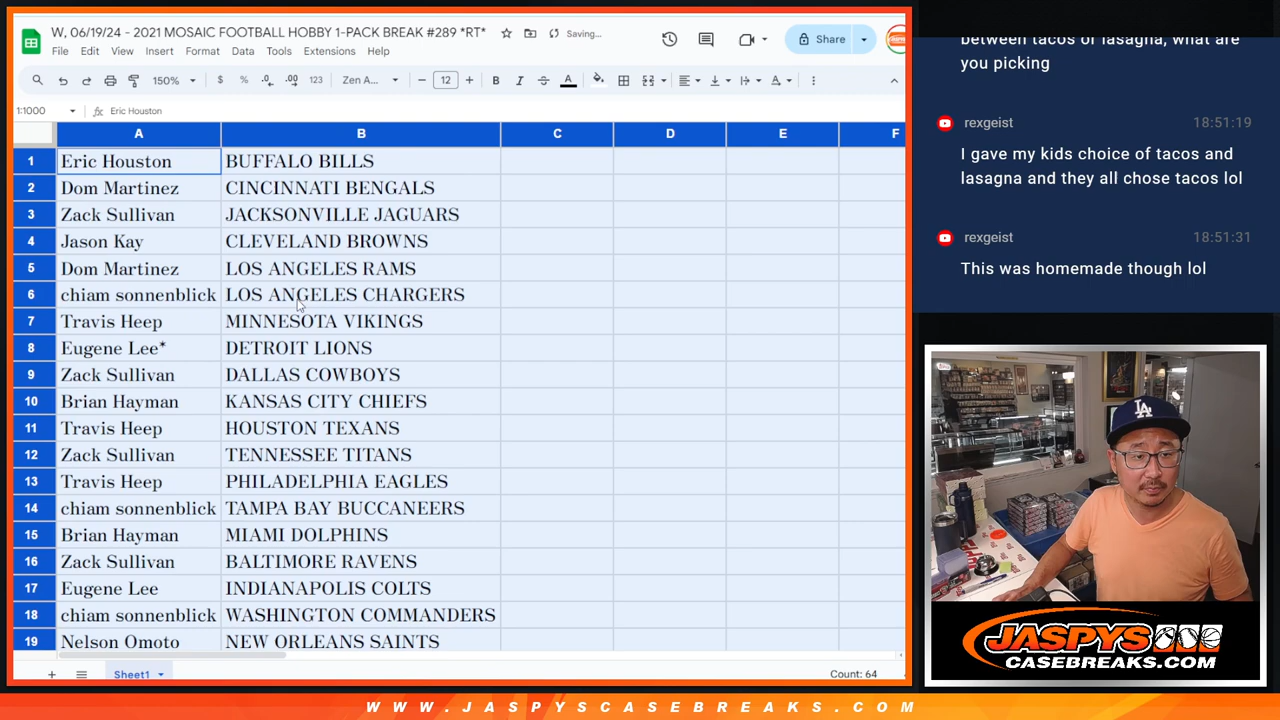 W, 06/19/24 - 2021 MOSAIC FOOTBALL HOBBY 1-PACK BREAK #289 *RT*
Saving...
File Edit View Insert Format Data Tools Extensions Help
Share
150% $ % .0 .00 123 Zen A... 12 B I A
1:1000 fx Eric Houston
A B C D E F
1 Eric Houston BUFFALO BILLS
2 Dom Martinez CINCINNATI BENGALS
3 Zack Sullivan JACKSONVILLE JAGUARS
4 Jason Kay CLEVELAND BROWNS
5 Dom Martinez LOS ANGELES RAMS
6 chiam sonnenblick LOS ANGELES CHARGERS
7 Travis Heep MINNESOTA VIKINGS
8 Eugene Lee* DETROIT LIONS
9 Zack Sullivan DALLAS COWBOYS
10 Brian Hayman KANSAS CITY CHIEFS
11 Travis Heep HOUSTON TEXANS
12 Zack Sullivan TENNESSEE TITANS
13 Travis Heep PHILADELPHIA EAGLES
14 chiam sonnenblick TAMPA BAY BUCCANEERS
15 Brian Hayman MIAMI DOLPHINS
16 Zack Sullivan BALTIMORE RAVENS
17 Eugene Lee INDIANAPOLIS COLTS
18 chiam sonnenblick WASHINGTON COMMANDERS
19 Nelson Omoto NEW ORLEANS SAINTS
Sheet1
Count: 64
between tacos or lasagna, what are
you picking
rexgeist 18:51:19
I gave my kids choice of tacos and
lasagna and they all chose tacos lol
rexgeist 18:51:31
This was homemade though lol
LA
JASPYS
CASEBREAKS.COM
WWW.JASPYSCASEBREAKS.COM